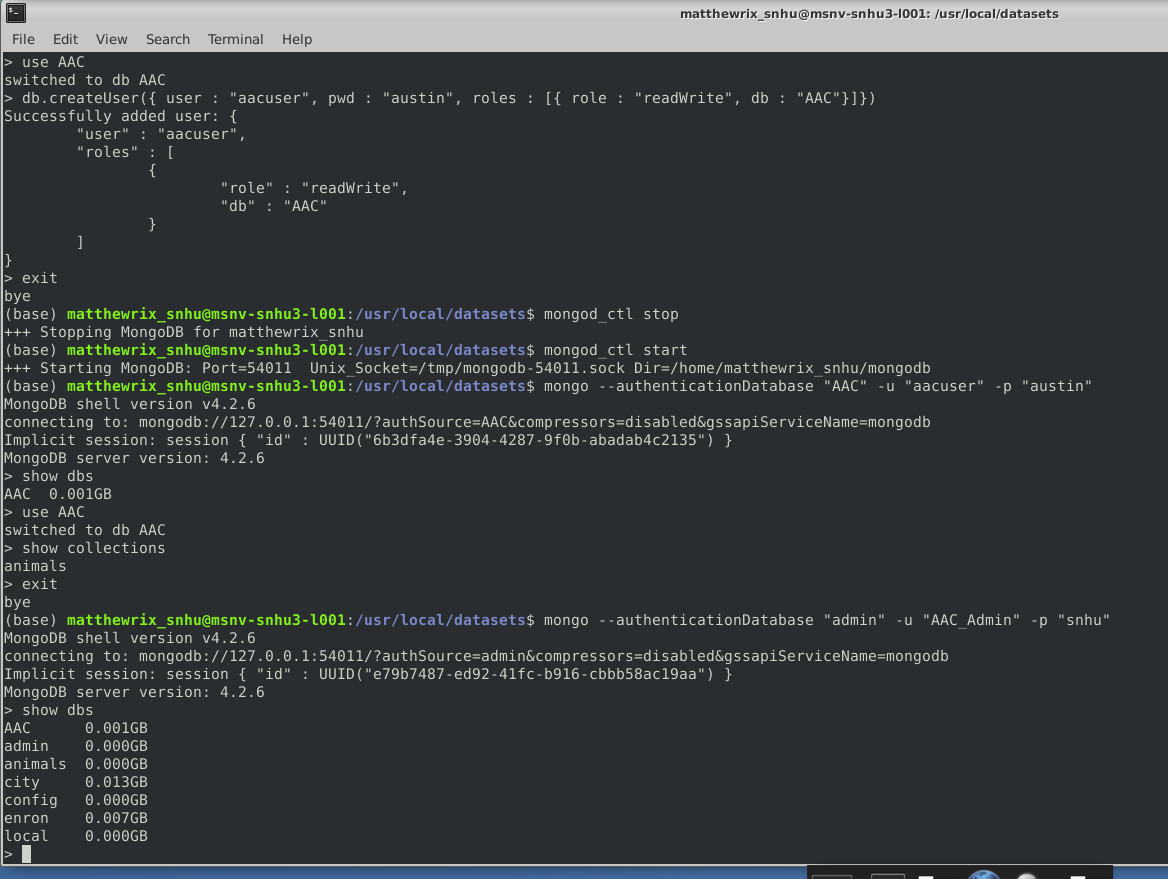 matthewrix_snhu@msnv-snhu3-l001: /usr/local/datasets
File Edit View Search Terminal Help
> use AAC
switched to db AAC
> db.createUser({ user : "aacuser", pwd : "austin", roles : [{ role : "readWrite", db : "AAC"}]})
Successfully added user: {
        "user" : "aacuser",
        "roles" : [
                {
                        "role" : "readWrite",
                        "db" : "AAC"
                }
        ]
}
> exit
bye
(base) matthewrix_snhu@msnv-snhu3-l001:/usr/local/datasets$ mongod_ctl stop
+++ Stopping MongoDB for matthewrix_snhu
(base) matthewrix_snhu@msnv-snhu3-l001:/usr/local/datasets$ mongod_ctl start
+++ Starting MongoDB: Port=54011  Unix_Socket=/tmp/mongodb-54011.sock Dir=/home/matthewrix_snhu/mongodb
(base) matthewrix_snhu@msnv-snhu3-l001:/usr/local/datasets$ mongo --authenticationDatabase "AAC" -u "aacuser" -p "austin"
MongoDB shell version v4.2.6
connecting to: mongodb://127.0.0.1:54011/?authSource=AAC&compressors=disabled&gssapiServiceName=mongodb
Implicit session: session { "id" : UUID("6b3dfa4e-3904-4287-9f0b-abadab4c2135") }
MongoDB server version: 4.2.6
> show dbs
AAC  0.001GB
> use AAC
switched to db AAC
> show collections
animals
> exit
bye
(base) matthewrix_snhu@msnv-snhu3-l001:/usr/local/datasets$ mongo --authenticationDatabase "admin" -u "AAC_Admin" -p "snhu"
MongoDB shell version v4.2.6
connecting to: mongodb://127.0.0.1:54011/?authSource=admin&compressors=disabled&gssapiServiceName=mongodb
Implicit session: session { "id" : UUID("e79b7487-ed92-41fc-b916-cbbb58ac19aa") }
MongoDB server version: 4.2.6
> show dbs
AAC      0.001GB
admin    0.000GB
animals  0.000GB
city     0.013GB
config   0.000GB
enron    0.007GB
local    0.000GB
>